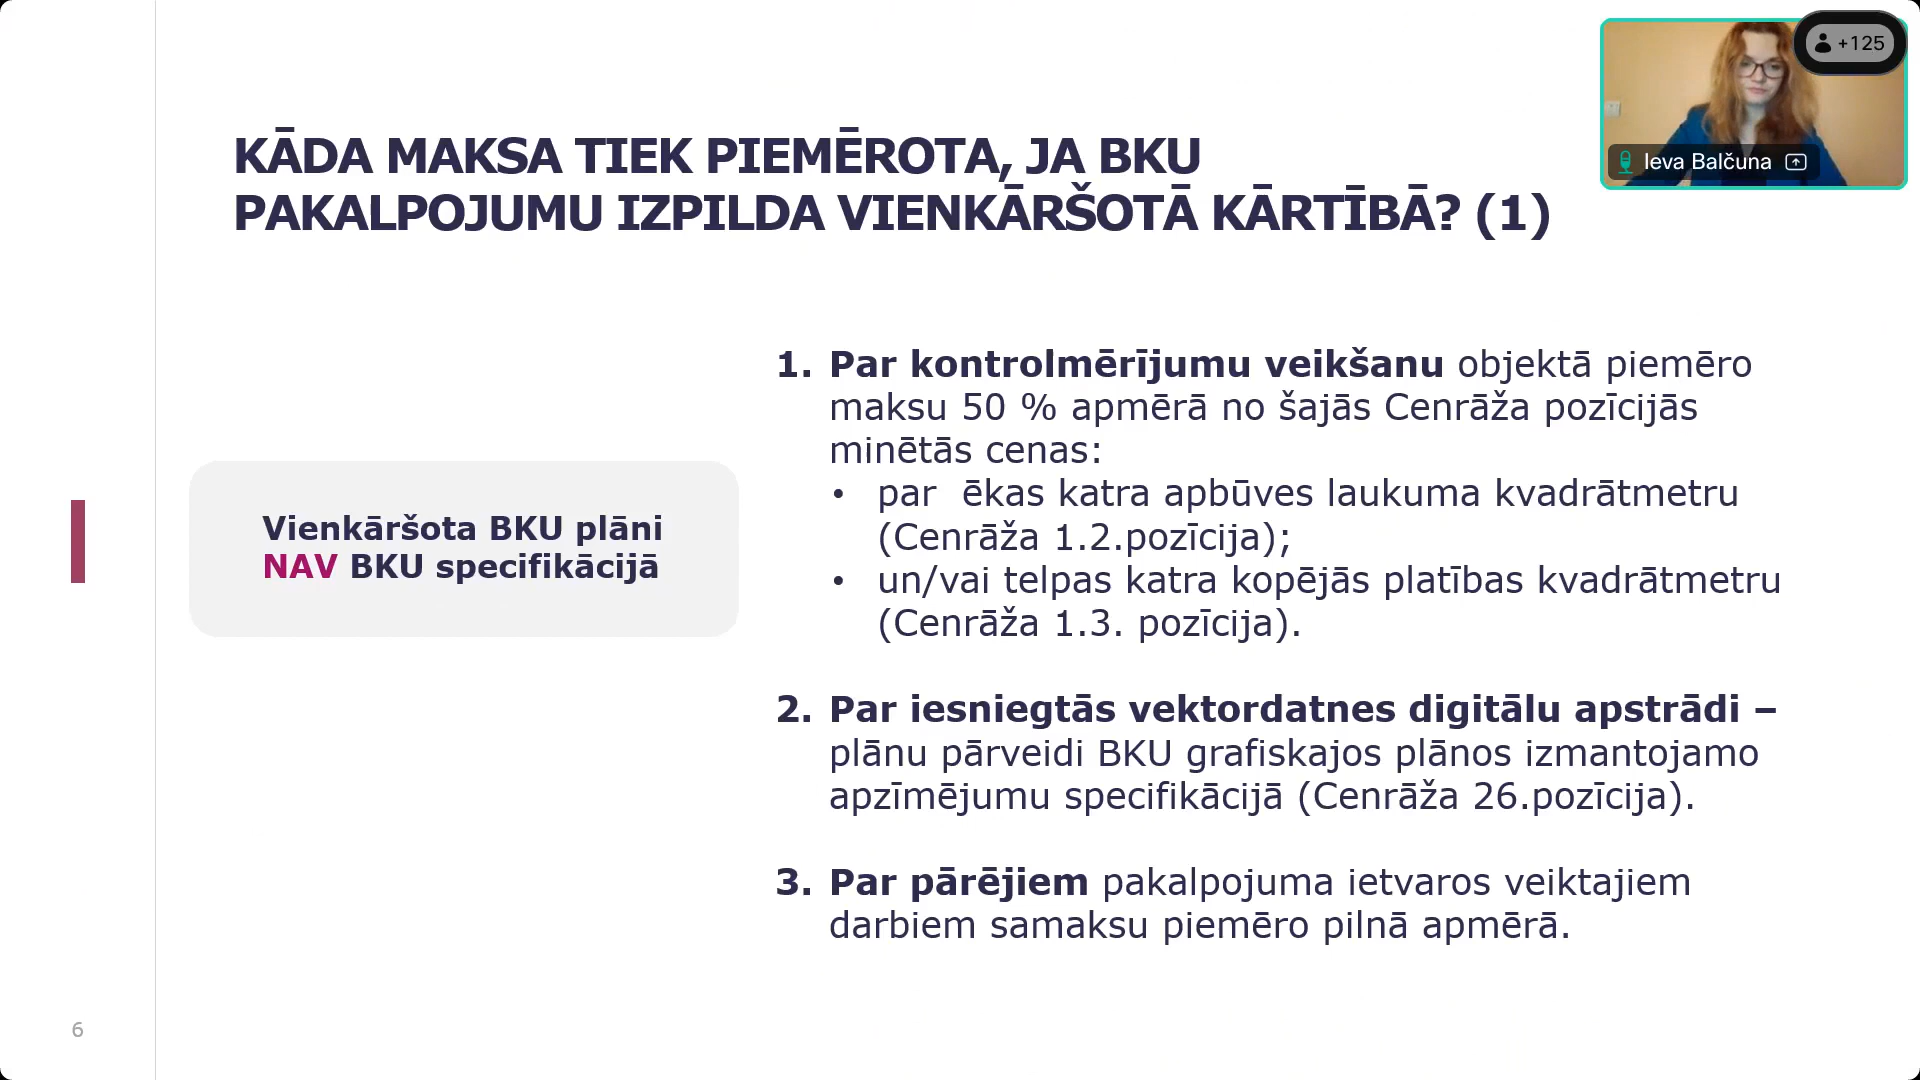 +125
Ieva Balčuna
KĀDA MAKSA TIEK PIEMĒROTA, JA BKU
PAKALPOJUMU IZPILDA VIENKĀRŠOTĀ KĀRTĪBĀ? (1)
Vienkāršota BKU plāni
NAV BKU specifikācijā
1. Par kontrolmērījumu veikšanu objektā piemēro
maksu 50 % apmērā no šajās Cenrāža pozīcijās
minētās cenas:
• par ēkas katra apbūves laukuma kvadrātmetru
(Cenrāža 1.2.pozīcija);
• un/vai telpas katra kopējās platības kvadrātmetru
(Cenrāža 1.3. pozīcija).
2. Par iesniegtās vektordatnes digitālu apstrādi –
plānu pārveidi BKU grafiskajos plānos izmantojamo
apzīmējumu specifikācijā (Cenrāža 26.pozīcija).
3. Par pārējiem pakalpojuma ietvaros veiktajiem
darbiem samaksu piemēro pilnā apmērā.
6